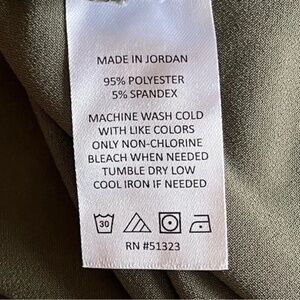 MADE IN JORDAN
95% POLYESTER
5% SPANDEX
MACHINE WASH COLD
WITH LIKE COLORS
ONLY NON-CHLORINE
BLEACH WHEN NEEDED
TUMBLE DRY LOW
COOL IRON IF NEEDED
30
RN #51323